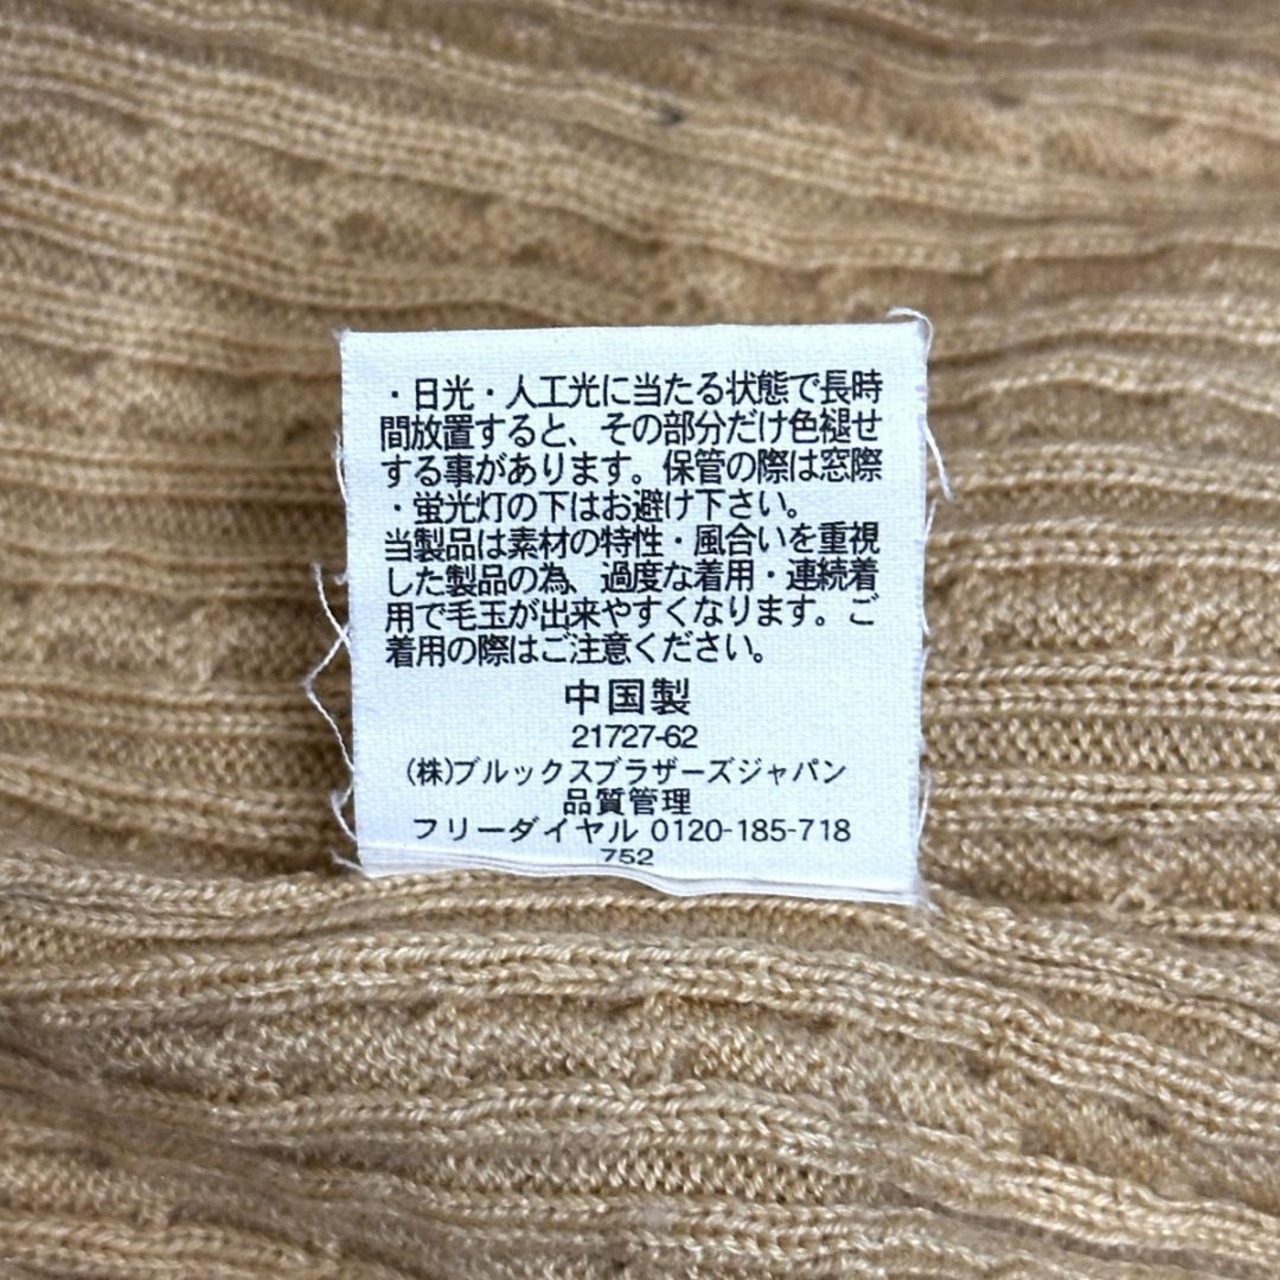 ・日光・人工光に当たる状態で長時
間放置すると、その部分だけ色褪せ
する事があります。保管の際は窓際
・蛍光灯の下はお避け下さい。
当製品は素材の特性・風合いを重視
した製品の為、過度な着用・連続着
用で毛玉が出来やすくなります。ご
着用の際はご注意ください。
中国製
21727-62
(株)ブルックスブラザーズジャパン
品質管理
フリーダイヤル 0120-185-718
752